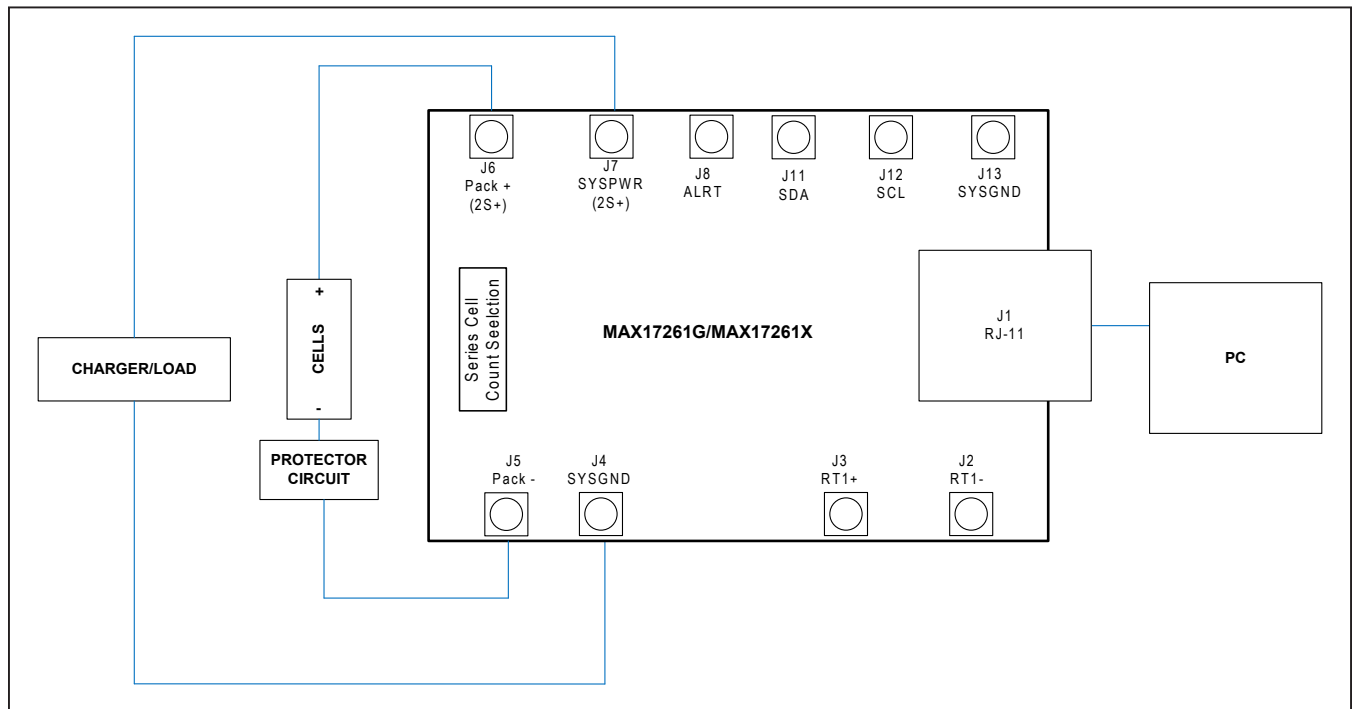 J6
Pack +
(2S+)
J7
SYSPWR
(2S+)
J8
ALRT
J11
SDA
J12
SCL
J13
SYSGND
CHARGER/LOAD
+
CELLS
-
PROTECTOR
CIRCUIT
Series Cell
Count Seelction
MAX17261G/MAX17261X
J1
RJ-11
PC
J5
Pack -
J4
SYSGND
J3
RT1+
J2
RT1-